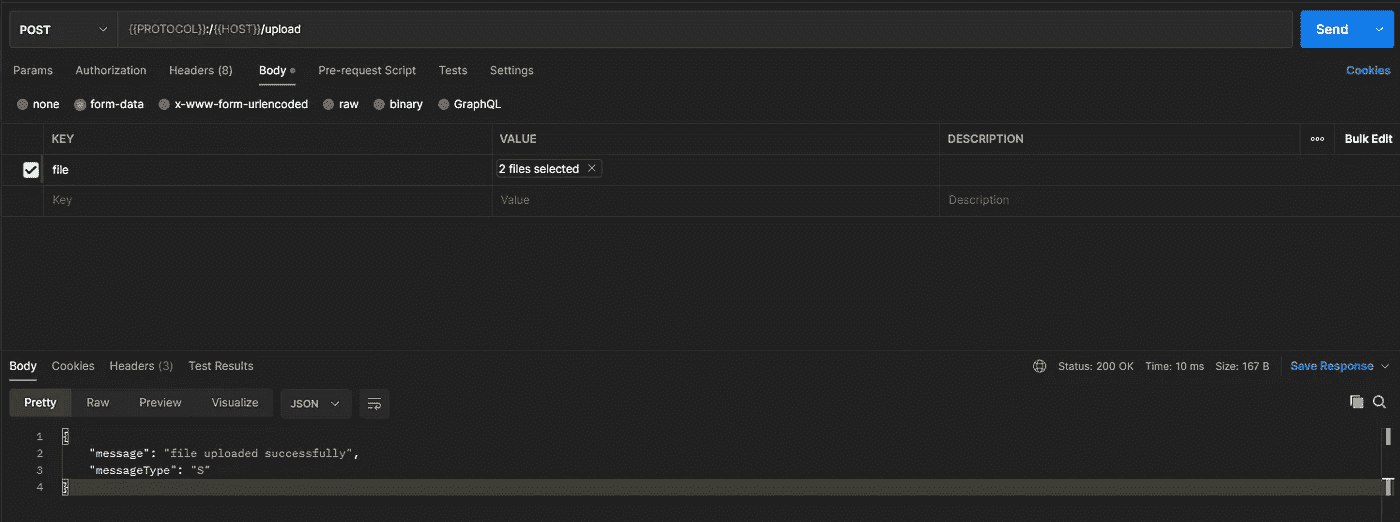 POST {{PROTOCOL}}:/{{HOST}}/upload Send
Params Authorization Headers (8) Body Pre-request Script Tests Settings Cookies
none form-data x-www-form-urlencoded raw binary GraphQL
KEY VALUE DESCRIPTION Bulk Edit
file 2 files selected
Key Value Description
Body Cookies Headers (3) Test Results Status: 200 OK Time: 10 ms Size: 167 B Save Response
Pretty Raw Preview Visualize JSON
1 {
2 "message": "file uploaded successfully",
3 "messageType": "S"
4 }